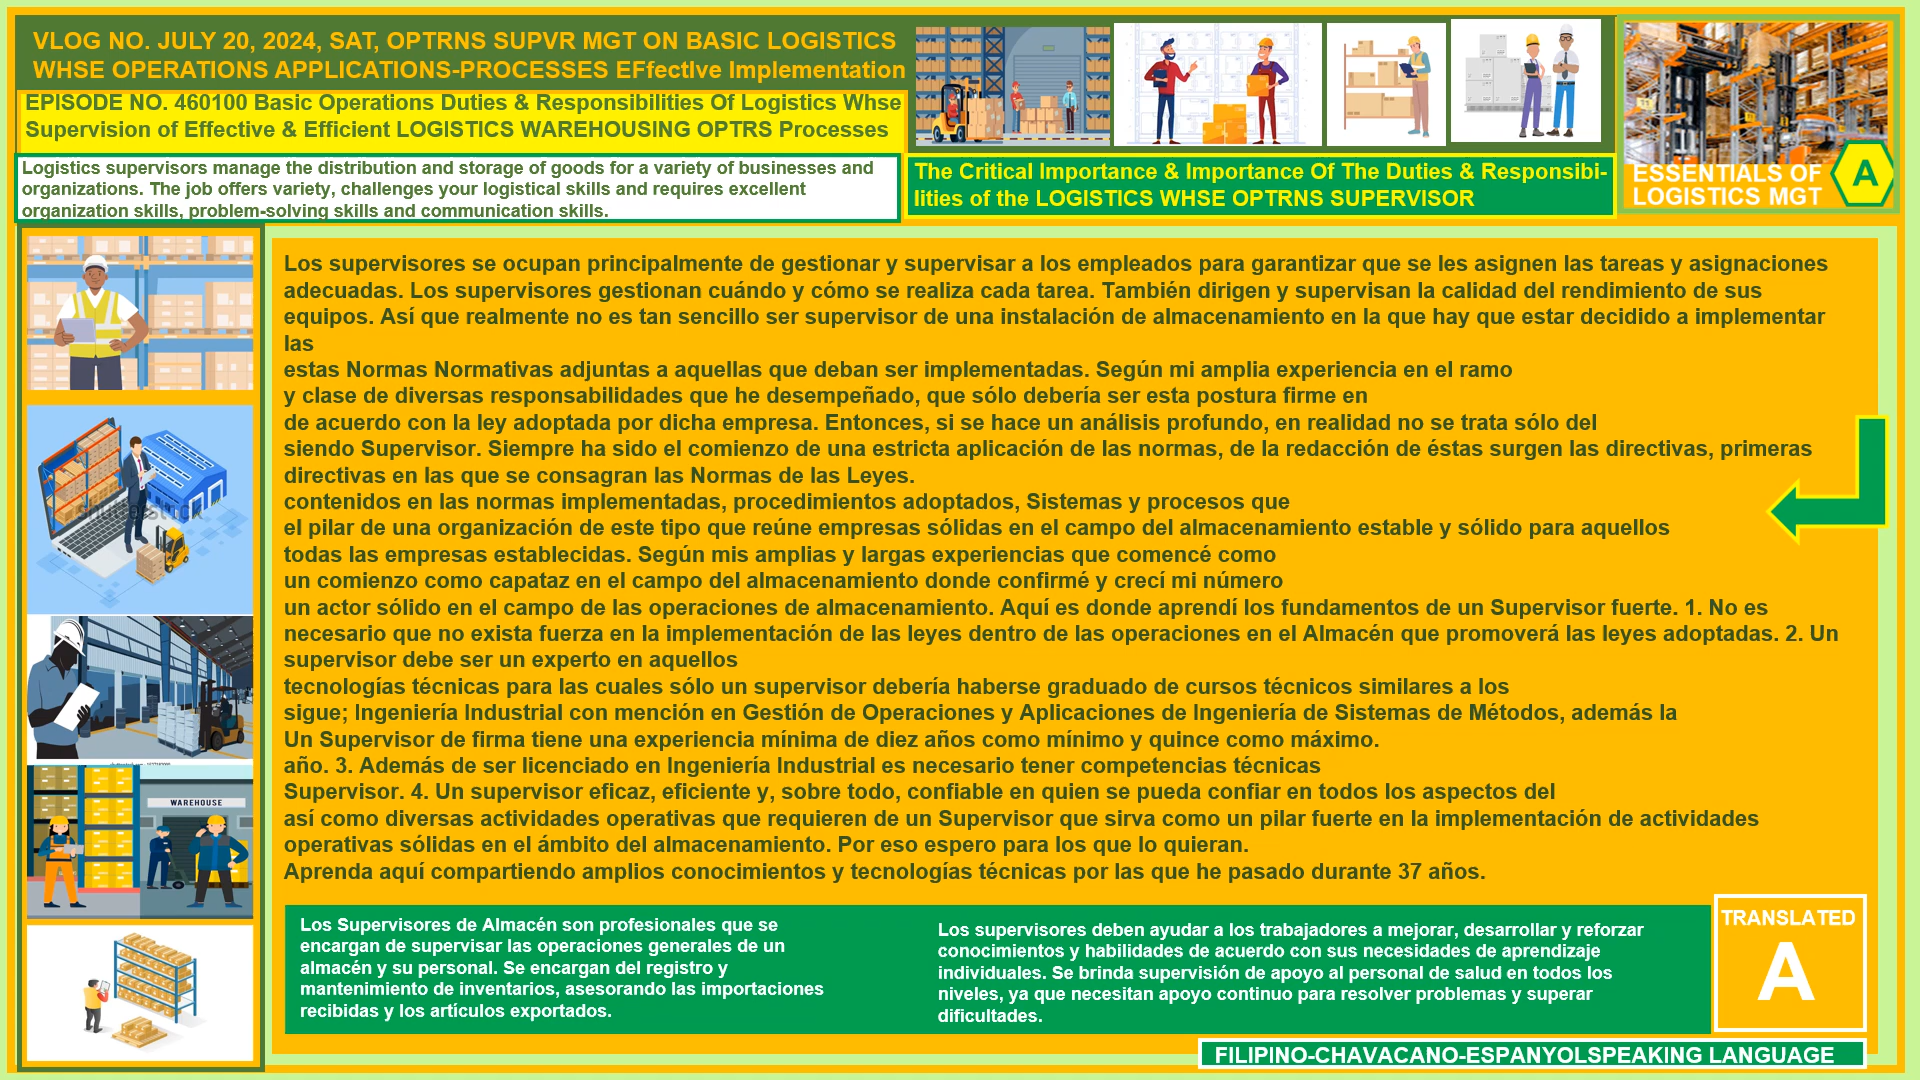 VLOG NO. JULY 20, 2024, SAT, OPTRNS SUPVR MGT ON BASIC LOGISTICS
WHSE OPERATIONS APPLICATIONS-PROCESSES EFfectIve Implementation
EPISODE NO. 460100 Basic Operations Duties & Responsibilities Of Logistics Whse
Supervision of Effective & Efficient LOGISTICS WAREHOUSING OPTRS Processes
Logistics supervisors manage the distribution and storage of goods for a variety of businesses and
organizations. The job offers variety, challenges your logistical skills and requires excellent
organization skills, problem-solving skills and communication skills.
The Critical Importance & Importance Of The Duties & Responsibi-
lities of the LOGISTICS WHSE OPTRNS SUPERVISOR
ESSENTIALS OF
LOGISTICS MGT
A
Los supervisores se ocupan principalmente de gestionar y supervisar a los empleados para garantizar que se les asignen las tareas y asignaciones
adecuadas. Los supervisores gestionan cuándo y cómo se realiza cada tarea. También dirigen y supervisan la calidad del rendimiento de sus
equipos. Así que realmente no es tan sencillo ser supervisor de una instalación de almacenamiento en la que hay que estar decidido a implementar
las
estas Normas Normativas adjuntas a aquellas que deban ser implementadas. Según mi amplia experiencia en el ramo
y clase de diversas responsabilidades que he desempeñado, que sólo debería ser esta postura firme en
de acuerdo con la ley adoptada por dicha empresa. Entonces, si se hace un análisis profundo, en realidad no se trata sólo del
siendo Supervisor. Siempre ha sido el comienzo de una estricta aplicación de las normas, de la redacción de éstas surgen las directivas, primeras
directivas en las que se consagran las Normas de las Leyes.
contenidos en las normas implementadas, procedimientos adoptados, Sistemas y procesos que
el pilar de una organización de este tipo que reúne empresas sólidas en el campo del almacenamiento estable y sólido para aquellos
todas las empresas establecidas. Según mis amplias y largas experiencias que comencé como
un comienzo como capataz en el campo del almacenamiento donde confirmé y crecí mi número
un actor sólido en el campo de las operaciones de almacenamiento. Aquí es donde aprendí los fundamentos de un Supervisor fuerte. 1. No es
necesario que no exista fuerza en la implementación de las leyes dentro de las operaciones en el Almacén que promoverá las leyes adoptadas. 2. Un
supervisor debe ser un experto en aquellos
tecnologías técnicas para las cuales sólo un supervisor debería haberse graduado de cursos técnicos similares a los
sigue; Ingeniería Industrial con mención en Gestión de Operaciones y Aplicaciones de Ingeniería de Sistemas de Métodos, además la
Un Supervisor de firma tiene una experiencia mínima de diez años como mínimo y quince como máximo.
año. 3. Además de ser licenciado en Ingeniería Industrial es necesario tener competencias técnicas
Supervisor. 4. Un supervisor eficaz, eficiente y, sobre todo, confiable en quien se pueda confiar en todos los aspectos del
así como diversas actividades operativas que requieren de un Supervisor que sirva como un pilar fuerte en la implementación de actividades
operativas sólidas en el ámbito del almacenamiento. Por eso espero para los que lo quieran.
Aprenda aquí compartiendo amplios conocimientos y tecnologías técnicas por las que he pasado durante 37 años.
WAREHOUSE
Los Supervisores de Almacén son profesionales que se
encargan de supervisar las operaciones generales de un
almacén y su personal. Se encargan del registro y
mantenimiento de inventarios, asesorando las importaciones
recibidas y los artículos exportados.
Los supervisores deben ayudar a los trabajadores a mejorar, desarrollar y reforzar
conocimientos y habilidades de acuerdo con sus necesidades de aprendizaje
individuales. Se brinda supervisión de apoyo al personal de salud en todos los
niveles, ya que necesitan apoyo continuo para resolver problemas y superar
dificultades.
TRANSLATED
A
FILIPINO-CHAVACANO-ESPANYOLSPEAKING LANGUAGE